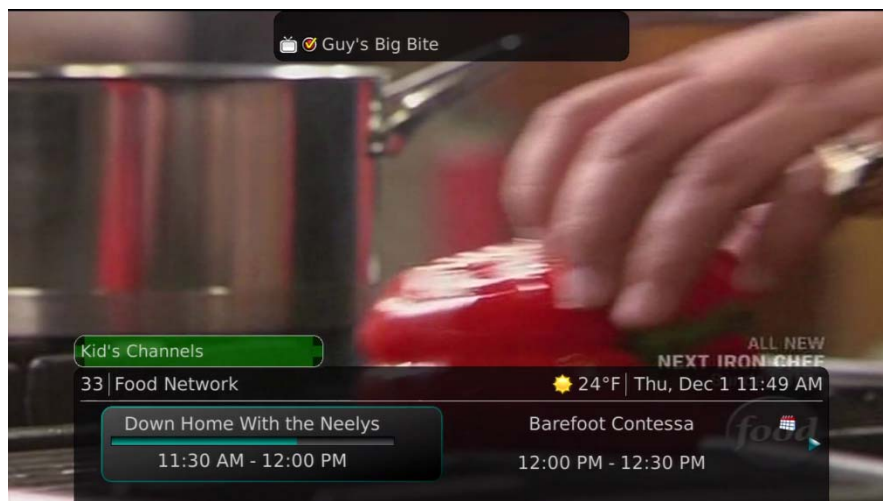 Guy's Big Bite
Kid's Channels
ALL NEW
NEXT IRON CHEF
33 Food Network
24°F Thu, Dec 1 11:49 AM
Down Home With the Neelys
11:30 AM - 12:00 PM
Barefoot Contessa
12:00 PM - 12:30 PM
food